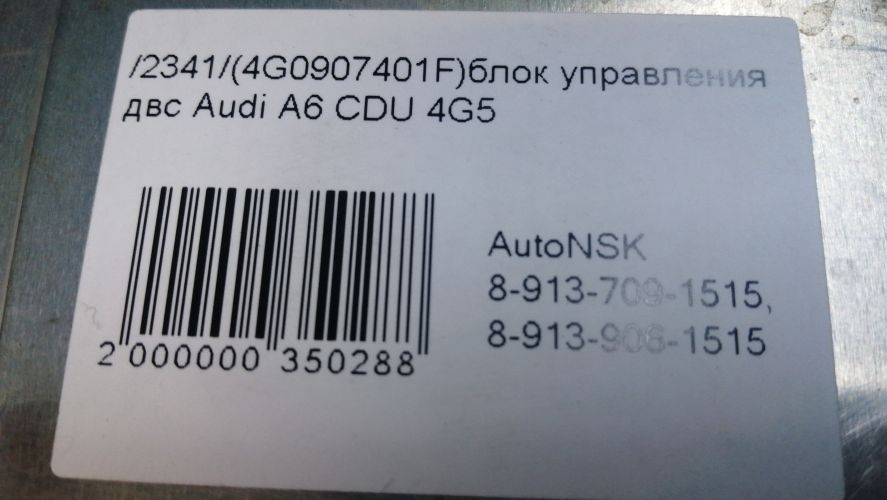 /2341/(4G0907401F)блок управления
двс Audi A6 CDU 4G5
AutoNSK
8-913-709-1515,
8-913-906-1515
2 000000 350288